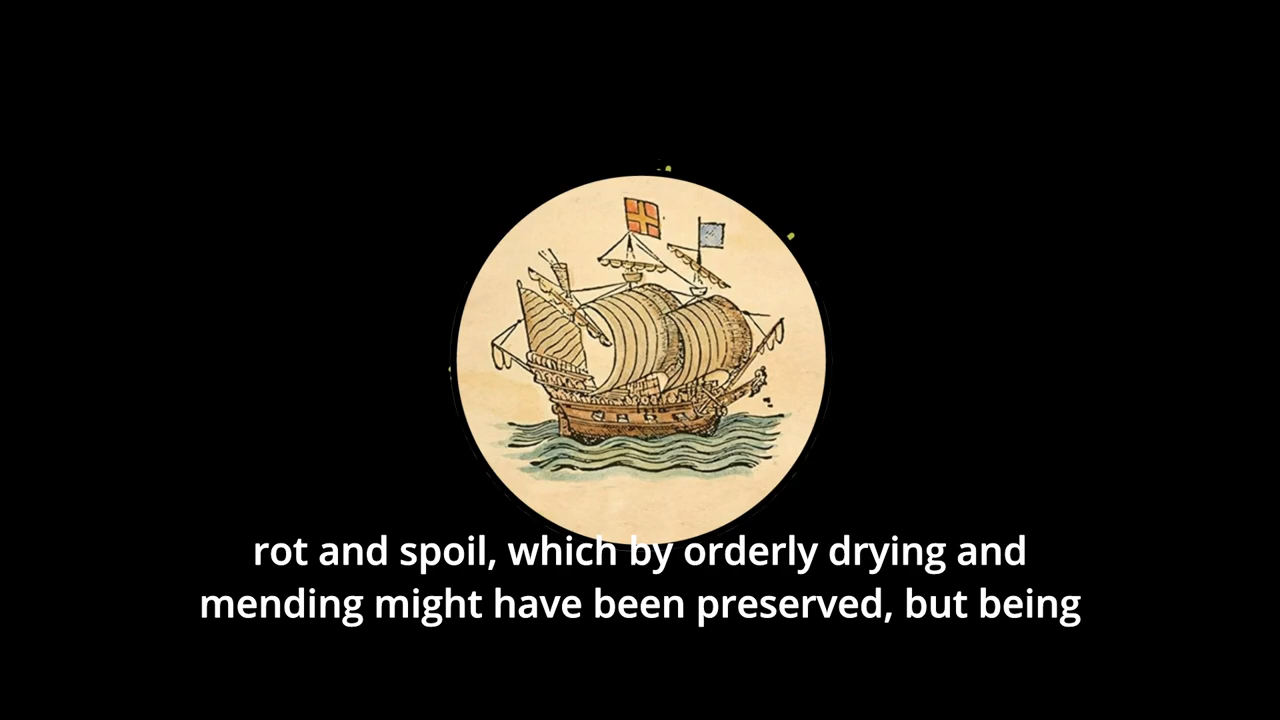 rot and spoil, which by orderly drying and
mending might have been preserved, but being